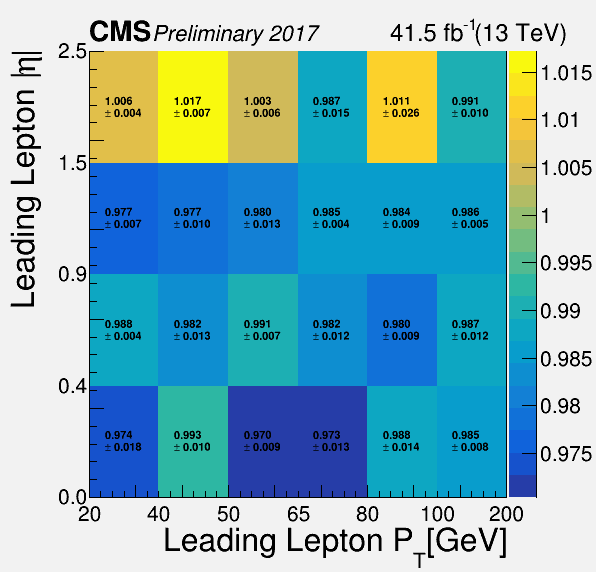 CMS Preliminary 2017 41.5 fb⁻¹(13 TeV)
Leading Lepton |η|
2.5
1.5
0.9
0.4
0.0
1.006 1.017 1.003 0.987 1.011 0.991
± 0.004 ± 0.007 ± 0.006 ± 0.015 ± 0.026 ± 0.010
0.977 0.977 0.980 0.985 0.984 0.986
± 0.007 ± 0.010 ± 0.013 ± 0.004 ± 0.009 ± 0.005
0.988 0.982 0.991 0.982 0.980 0.987
± 0.004 ± 0.013 ± 0.007 ± 0.012 ± 0.009 ± 0.012
0.974 0.993 0.970 0.973 0.988 0.985
± 0.018 ± 0.010 ± 0.009 ± 0.013 ± 0.014 ± 0.008
20 40 50 65 80 100 200
Leading Lepton P_T[GeV]
1.015
1.01
1.005
1
0.995
0.99
0.985
0.98
0.975